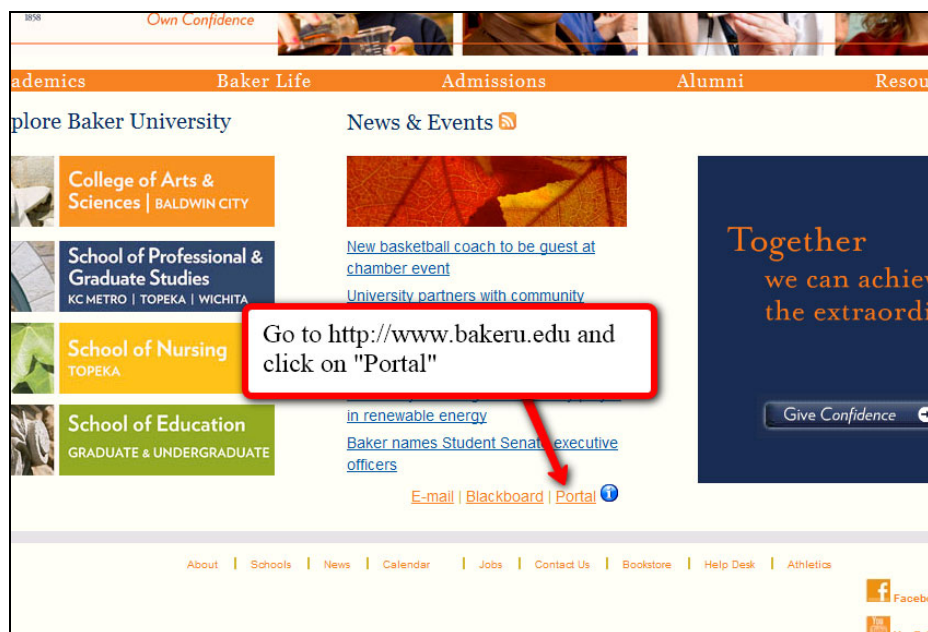 1858
Own Confidence
ademics Baker Life Admissions Alumni Resou
plore Baker University
News & Events
College of Arts &
Sciences | BALDWIN CITY
School of Professional &
Graduate Studies
KC METRO | TOPEKA | WICHITA
School of Nursing
TOPEKA
School of Education
GRADUATE & UNDERGRADUATE
New basketball coach to be guest at
chamber event
University partners with community
Go to http://www.bakeru.edu and
click on "Portal"
in renewable energy
Baker names Student Senate executive
officers
E-mail | Blackboard | Portal
Together
we can achiev
the extraordi
Give Confidence
About | Schools | News | Calendar | Jobs | Contact Us | Bookstore | Help Desk | Athletics
Facebo
You